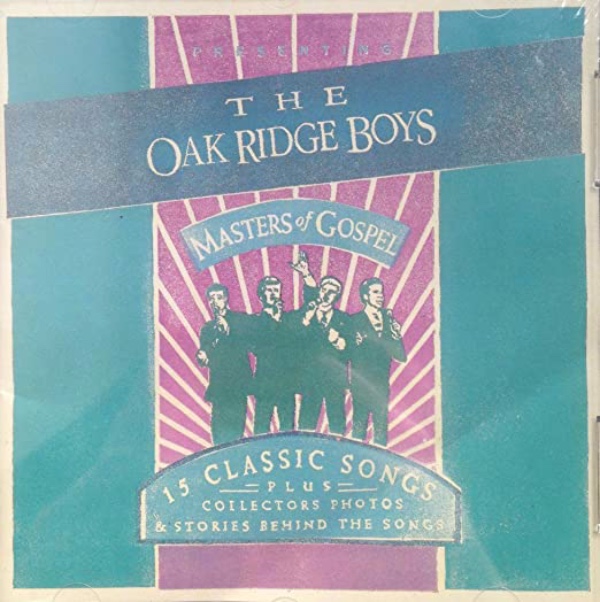 PRESENTING
THE
OAK RIDGE BOYS
MASTERS of GOSPEL
15 CLASSIC SONGS
PLUS
COLLECTORS PHOTOS
& STORIES BEHIND THE SONGS